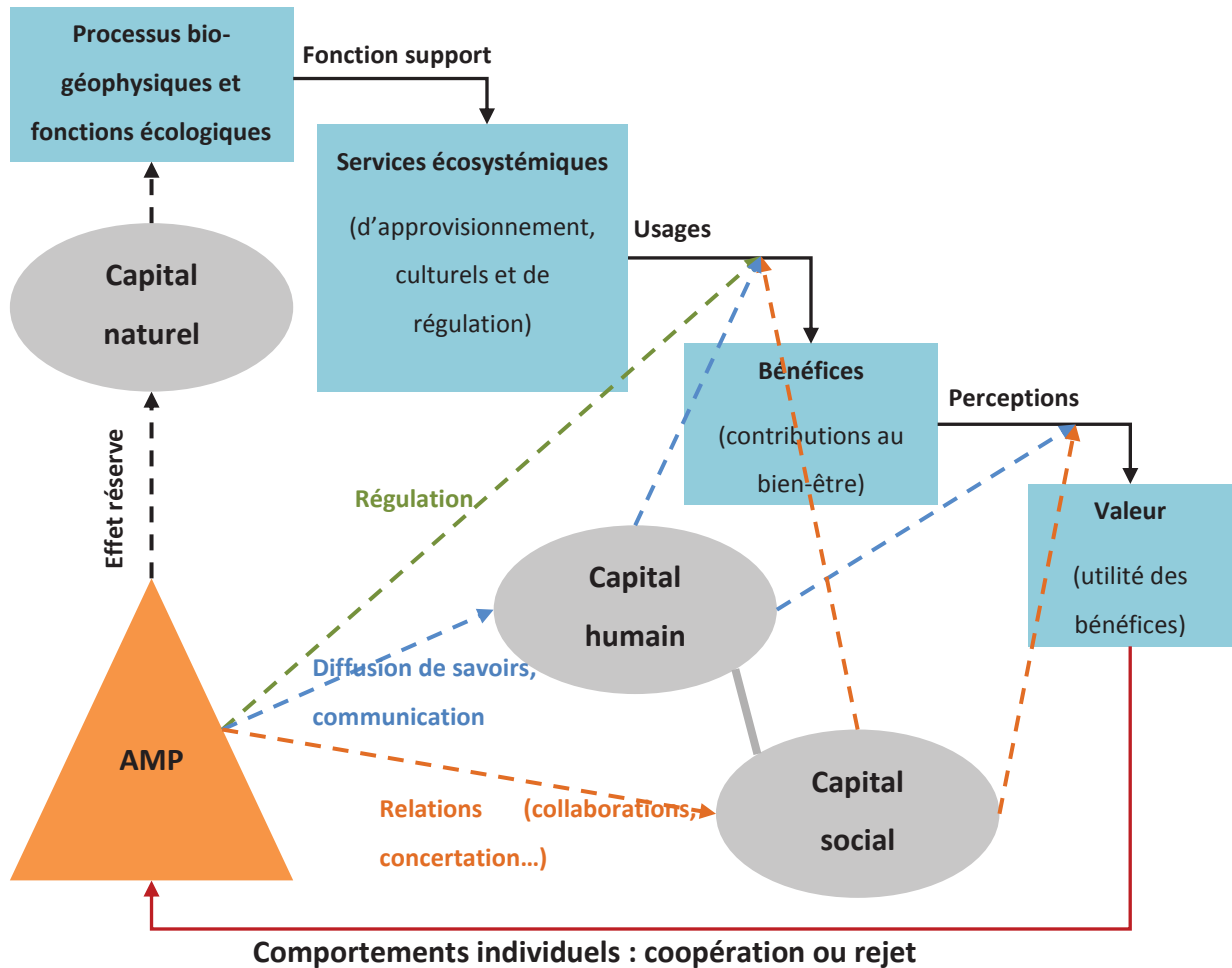 Processus bio-
géophysiques et
fonctions écologiques
Fonction support
Services écosystémiques
(d’approvisionnement,
culturels et de
régulation)
Usages
Capital
naturel
Bénéfices
(contributions au
bien-être)
Perceptions
Valeur
(utilité des
bénéfices)
Effet réserve
Régulation
Capital
humain
Diffusion de savoirs,
communication
AMP
Relations (collaborations,
concertation…)
Capital
social
Comportements individuels : coopération ou rejet